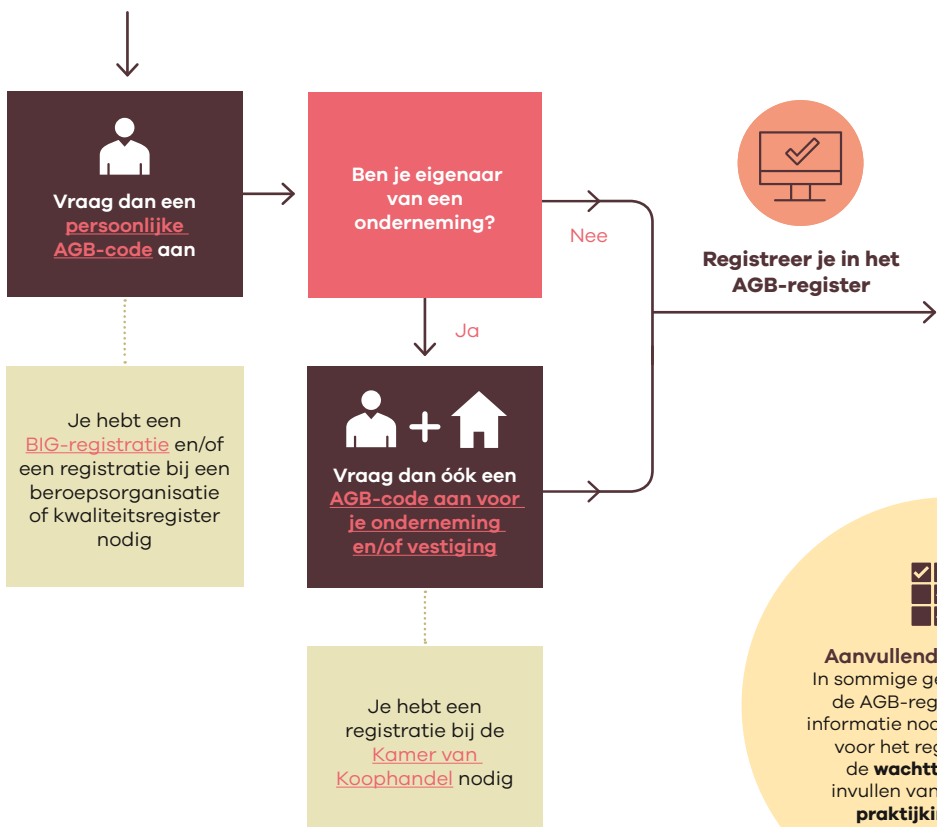 Vraag dan een
persoonlijke
AGB-code aan
Ben je eigenaar
van een
onderneming?
Nee
Ja
Registreer je in het
AGB-register
Je hebt een
BIG-registratie en/of
een registratie bij een
beroepsorganisatie
of kwaliteitsregister
nodig
Vraag dan óók een
AGB-code aan voor
je onderneming
en/of vestiging
Je hebt een
registratie bij de
Kamer van
Koophandel nodig
Aanvullend
In sommige ge
de AGB-reg
informatie no
voor het reg
de wachtt
invullen van
praktijki